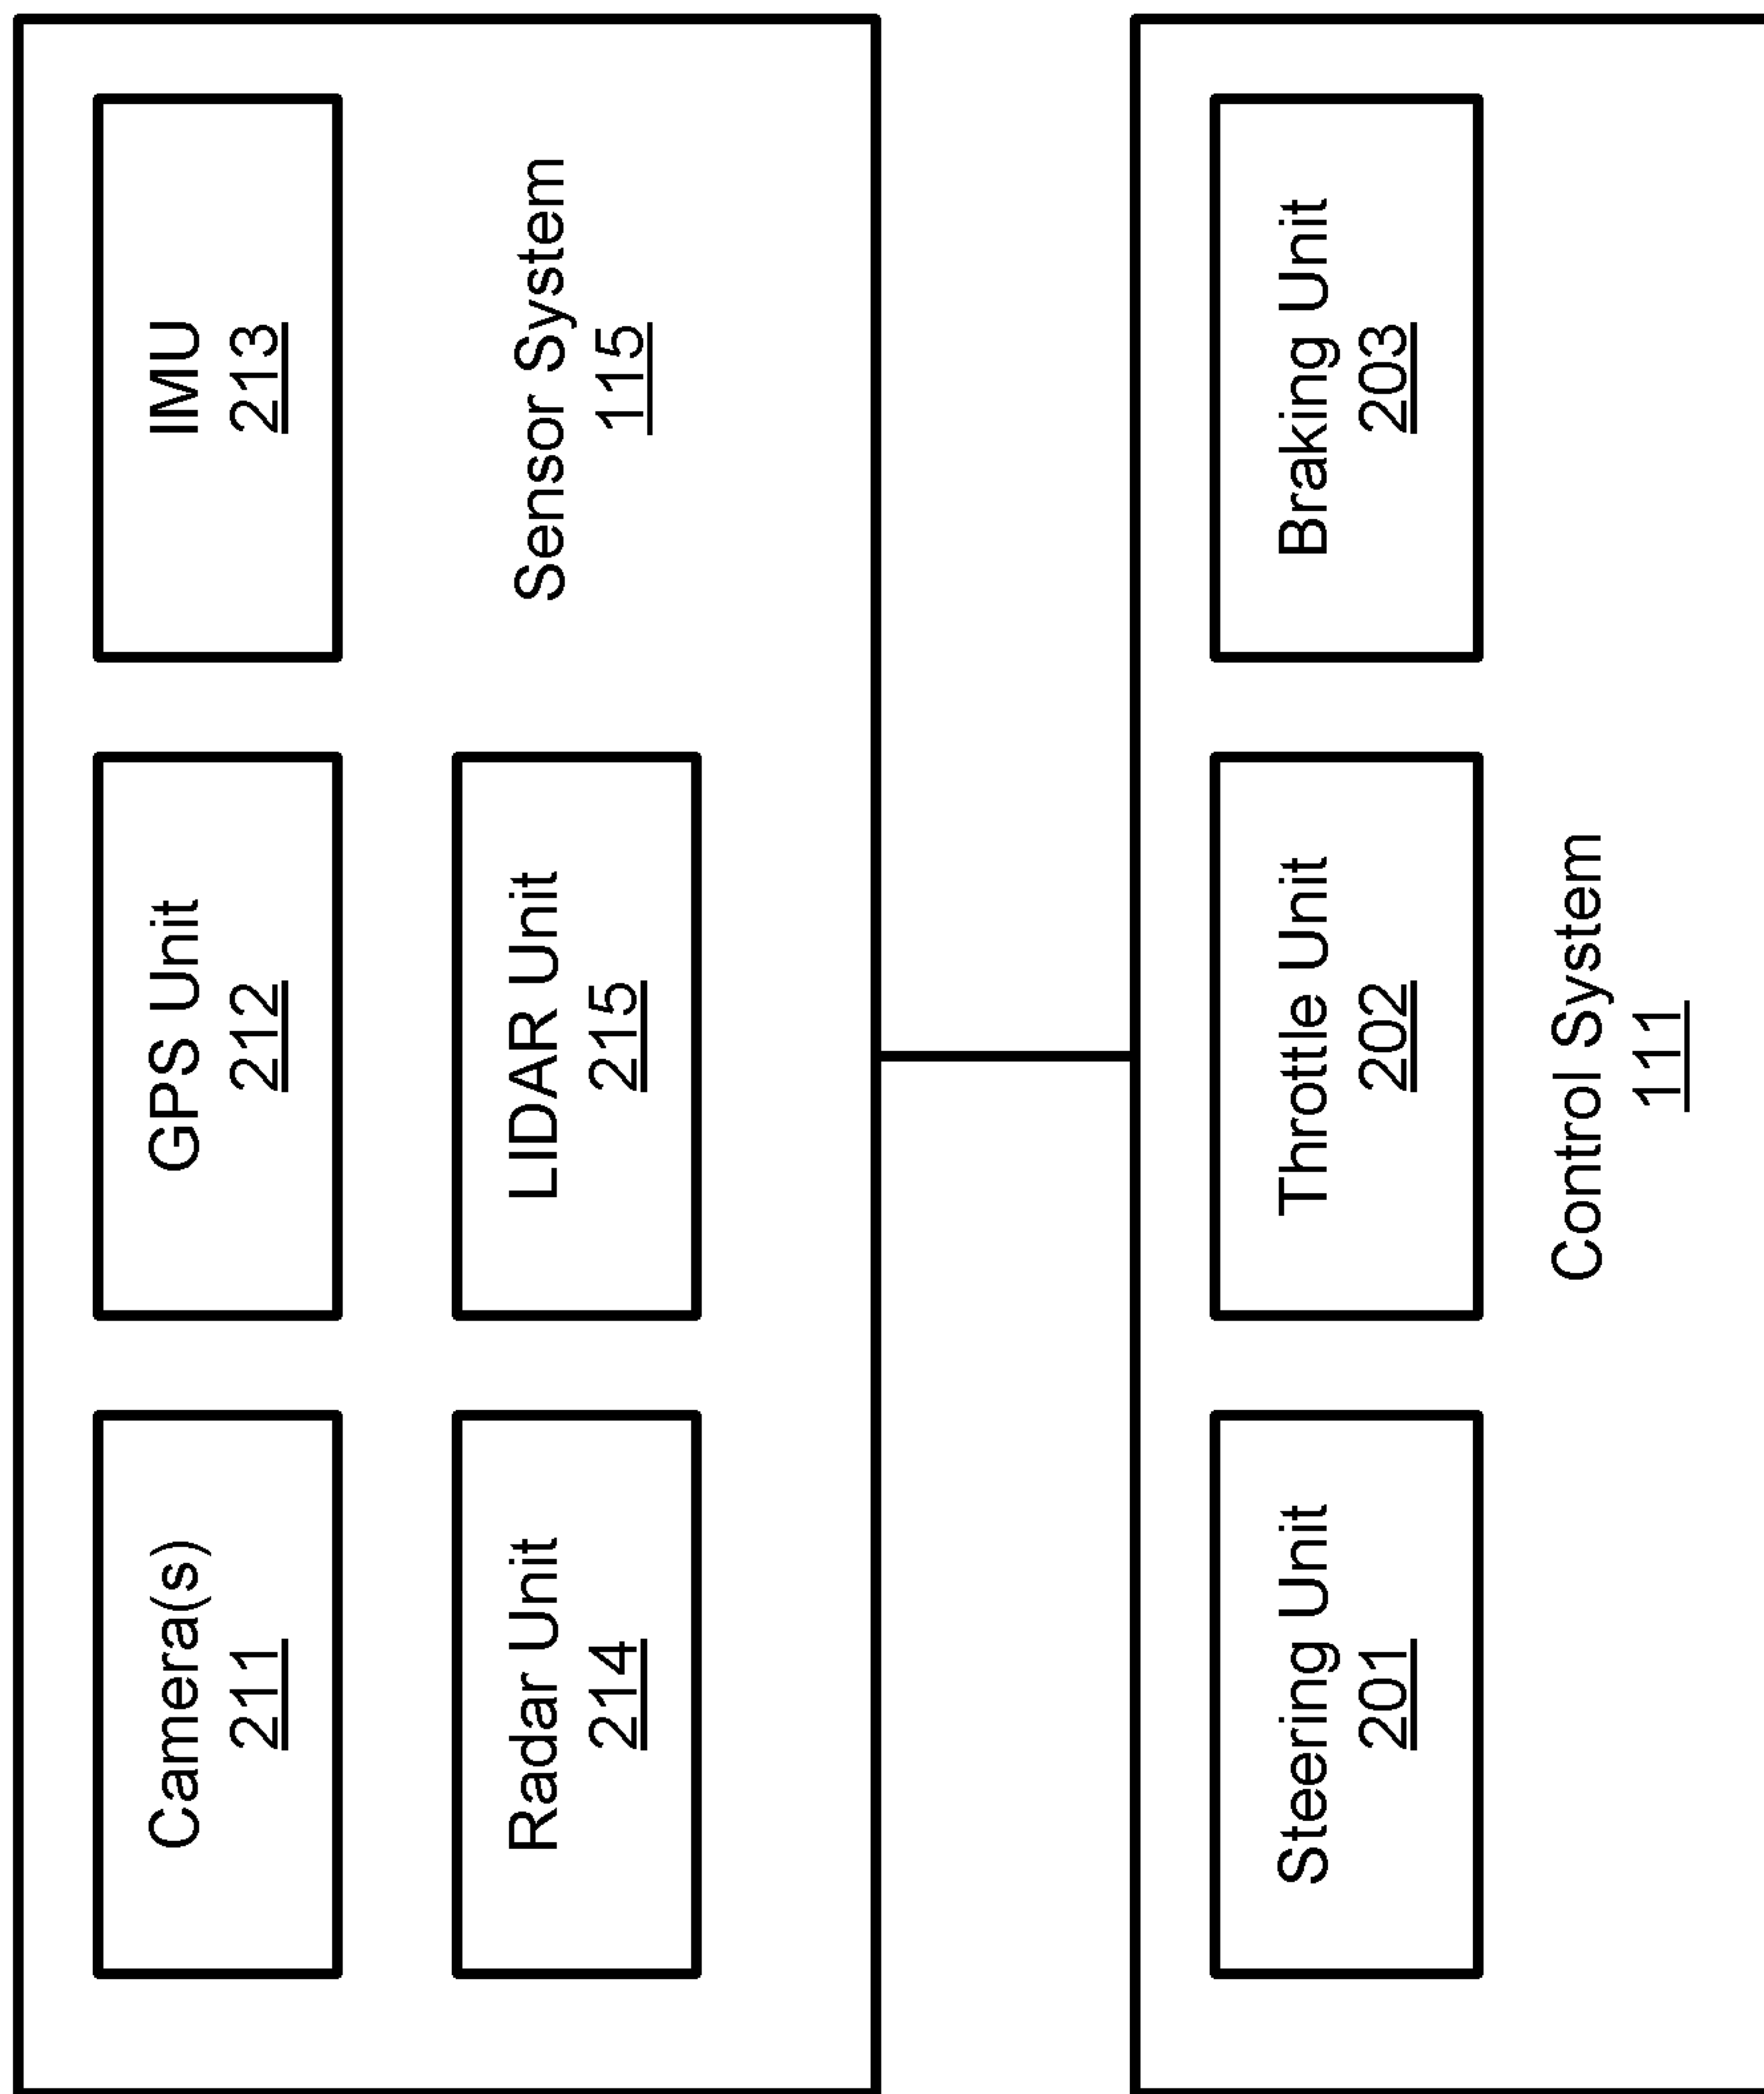 Camera(s)
211
GPS Unit
212
IMU
213
Radar Unit
214
LIDAR Unit
215
Sensor System
115
Steering Unit
201
Throttle Unit
202
Braking Unit
203
Control System
111